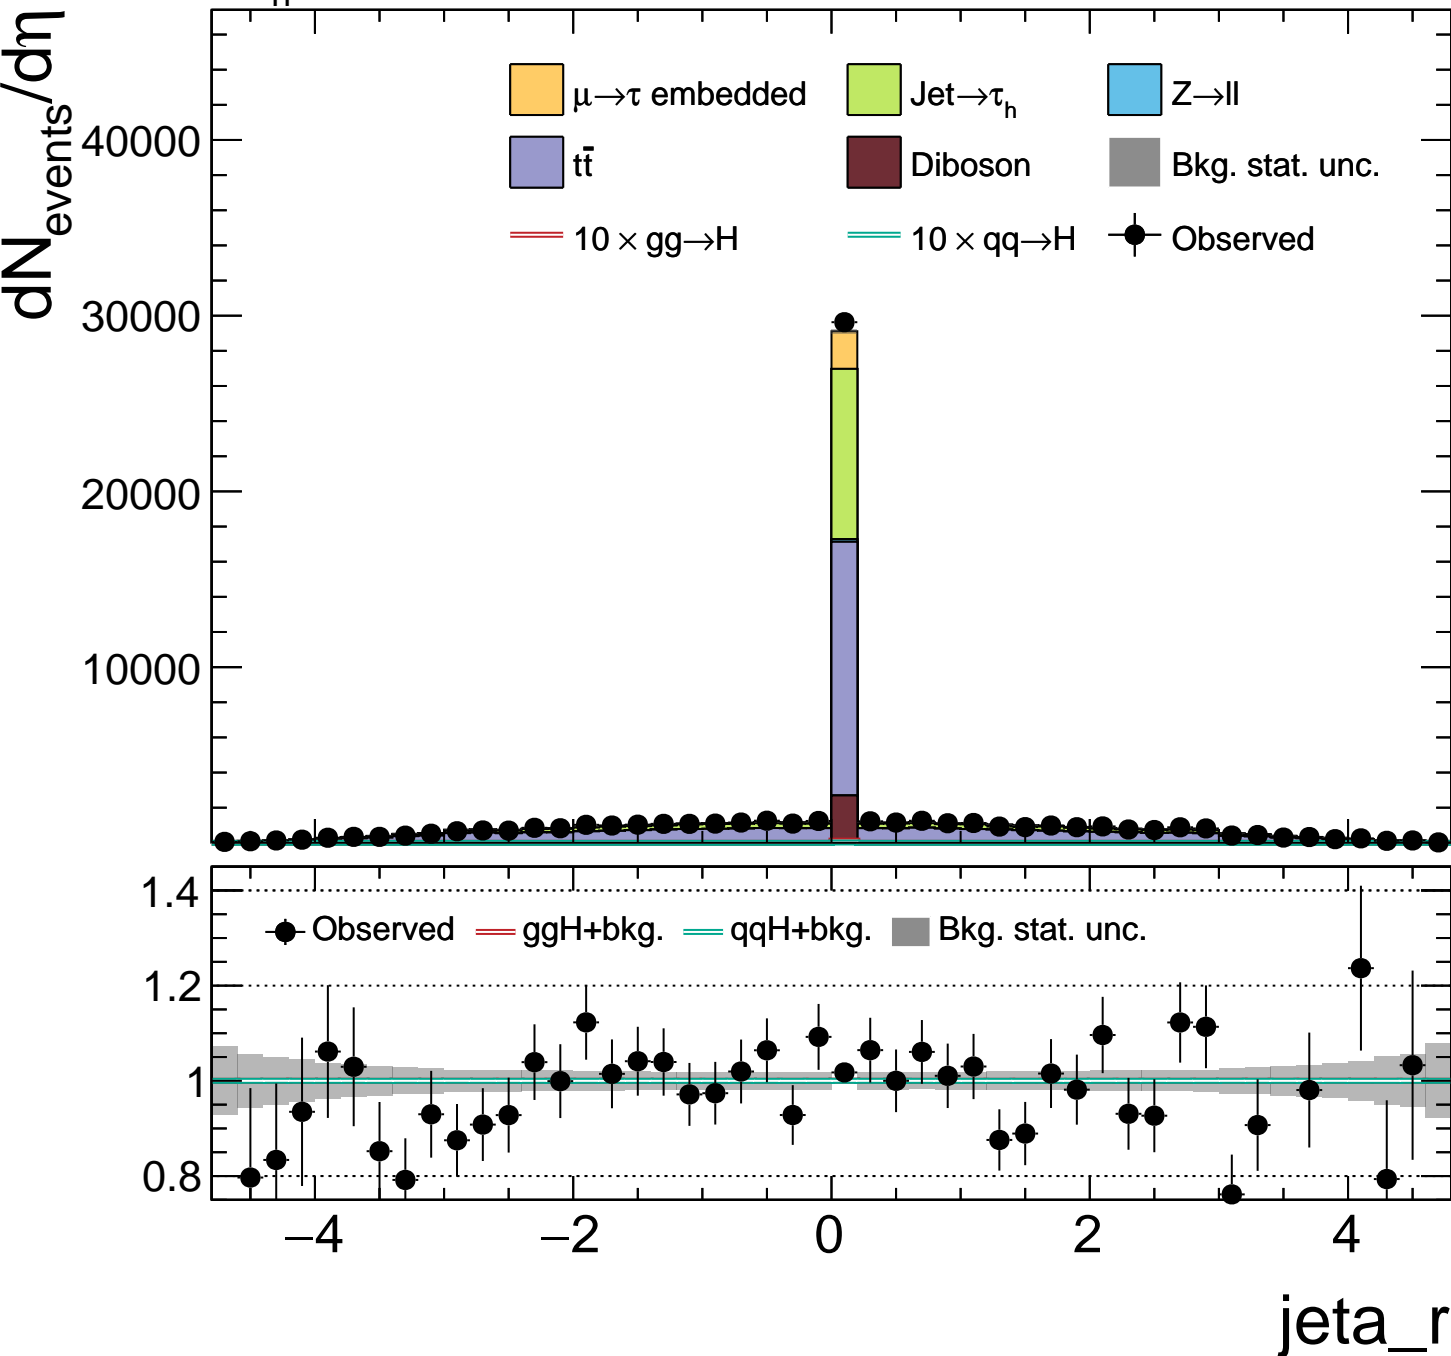 dN_events/dη
μ→τ embedded
Jet→τ_h
Z→ll
tt̄
Diboson
Bkg. stat. unc.
10 × gg→H
10 × qq→H
Observed
40000
30000
20000
10000
1.4
Observed
ggH+bkg.
qqH+bkg.
Bkg. stat. unc.
1.2
1
0.8
−4
−2
0
2
4
jeta_r